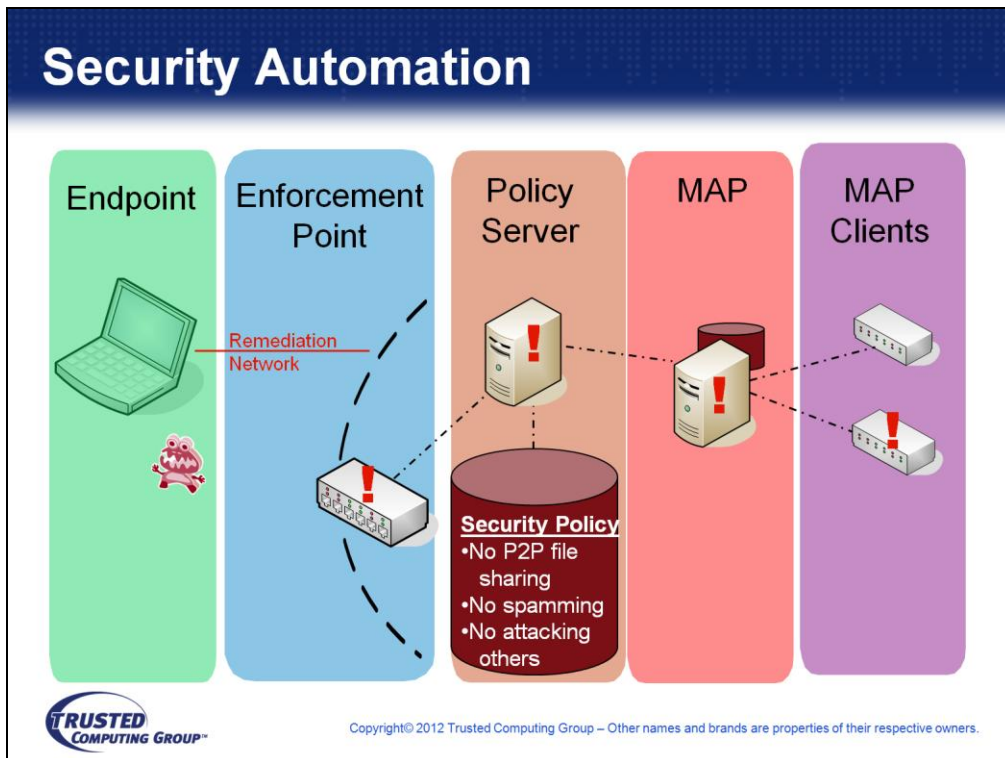 Security Automation
Endpoint
Enforcement
Point
Policy
Server
MAP
MAP
Clients
Remediation
Network
!
!
!
!
Security Policy
•No P2P file
sharing
•No spamming
•No attacking
others
TRUSTED
COMPUTING GROUP™
Copyright© 2012 Trusted Computing Group – Other names and brands are properties of their respective owners.